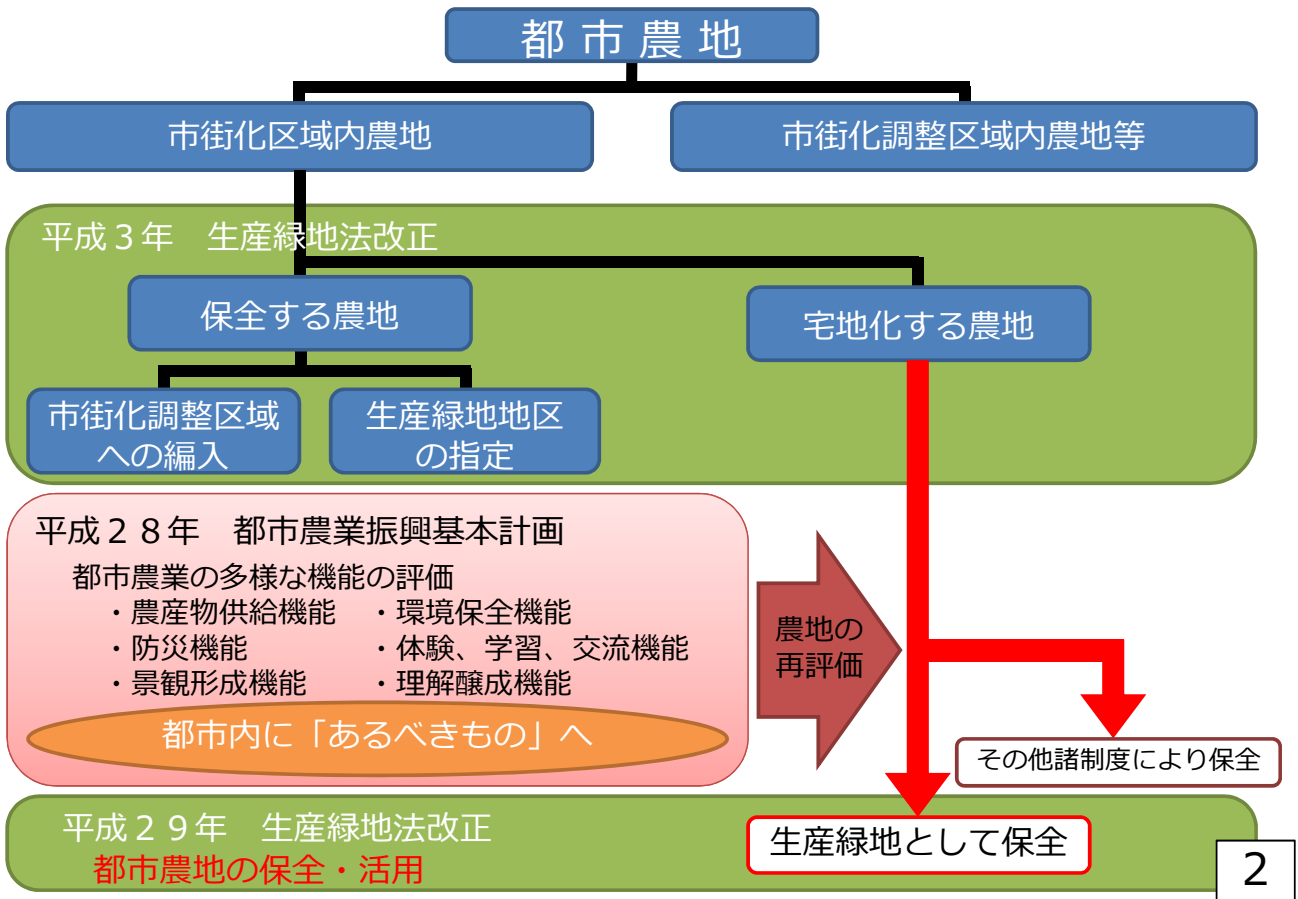 都 市 農 地
市街化区域内農地
市街化調整区域内農地等
平成３年　生産緑地法改正
保全する農地
宅地化する農地
市街化調整区域
への編入
生産緑地地区
の指定
平成２８年　都市農業振興基本計画
都市農業の多様な機能の評価
・農産物供給機能　・環境保全機能
・防災機能　・体験、学習、交流機能
・景観形成機能　・理解醸成機能
都市内に「あるべきもの」へ
農地の
再評価
その他諸制度により保全
平成２９年　生産緑地法改正
都市農地の保全・活用
生産緑地として保全
2